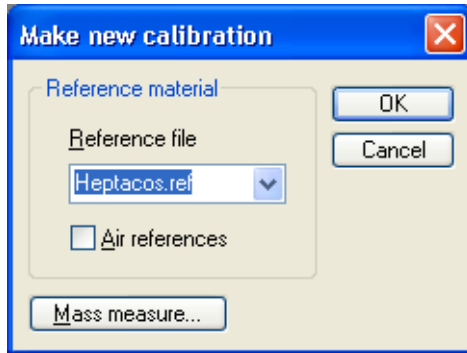 Make new calibration
Reference material
Reference file
Heptacos.ref
Air references
OK
Cancel
Mass measure...